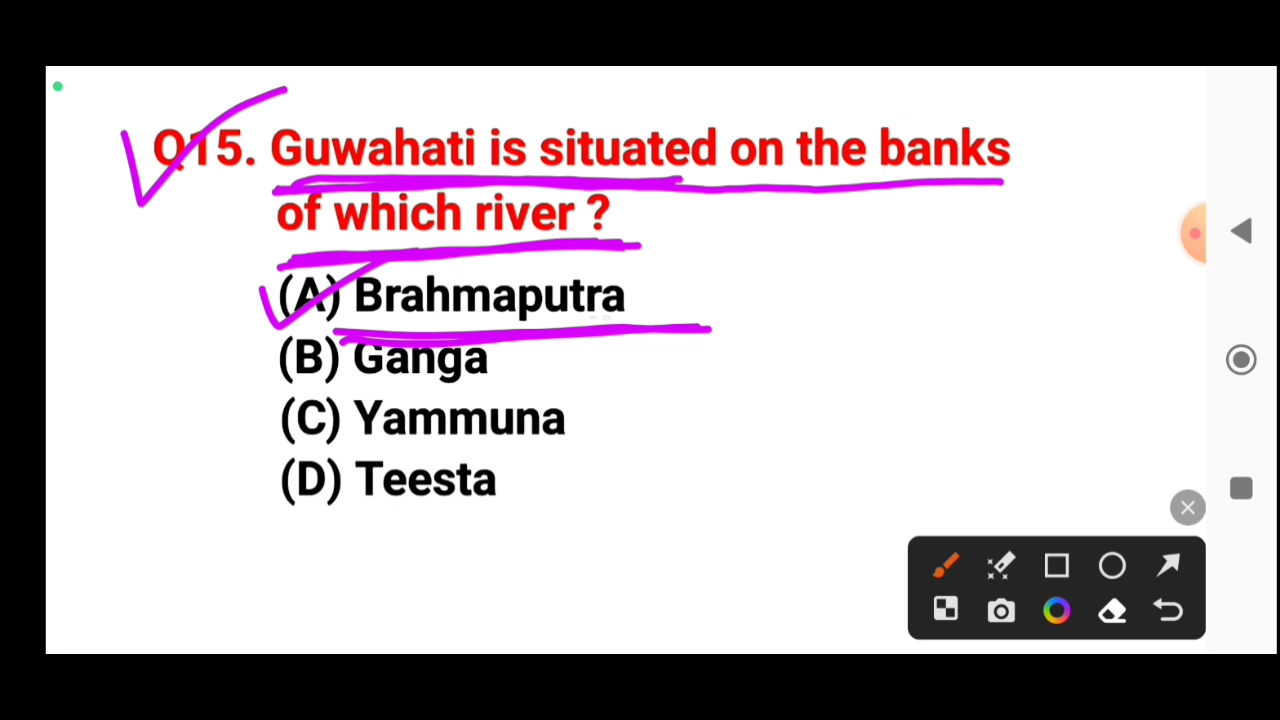 Q15. Guwahati is situated on the banks
of which river ?
(A) Brahmaputra
(B) Ganga
(C) Yammuna
(D) Teesta